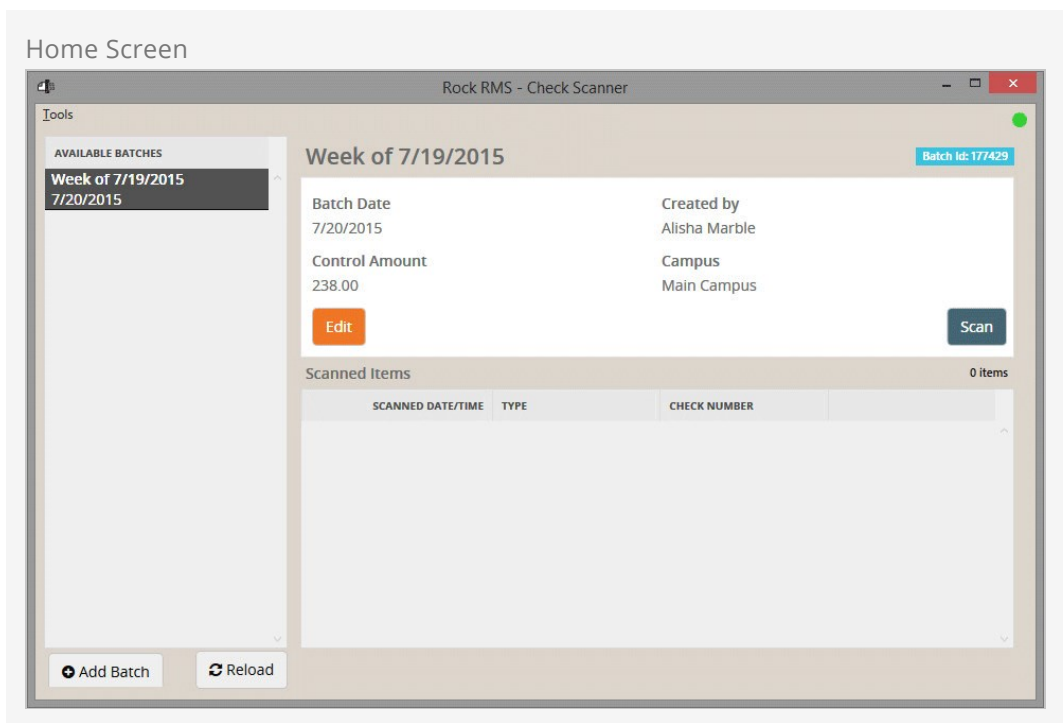 Home Screen
Rock RMS - Check Scanner
Tools
AVAILABLE BATCHES
Week of 7/19/2015
7/20/2015
Add Batch
Reload
Week of 7/19/2015
Batch Id: 177429
Batch Date
7/20/2015
Created by
Alisha Marble
Control Amount
238.00
Campus
Main Campus
Edit
Scan
Scanned Items
0 items
SCANNED DATE/TIME TYPE CHECK NUMBER